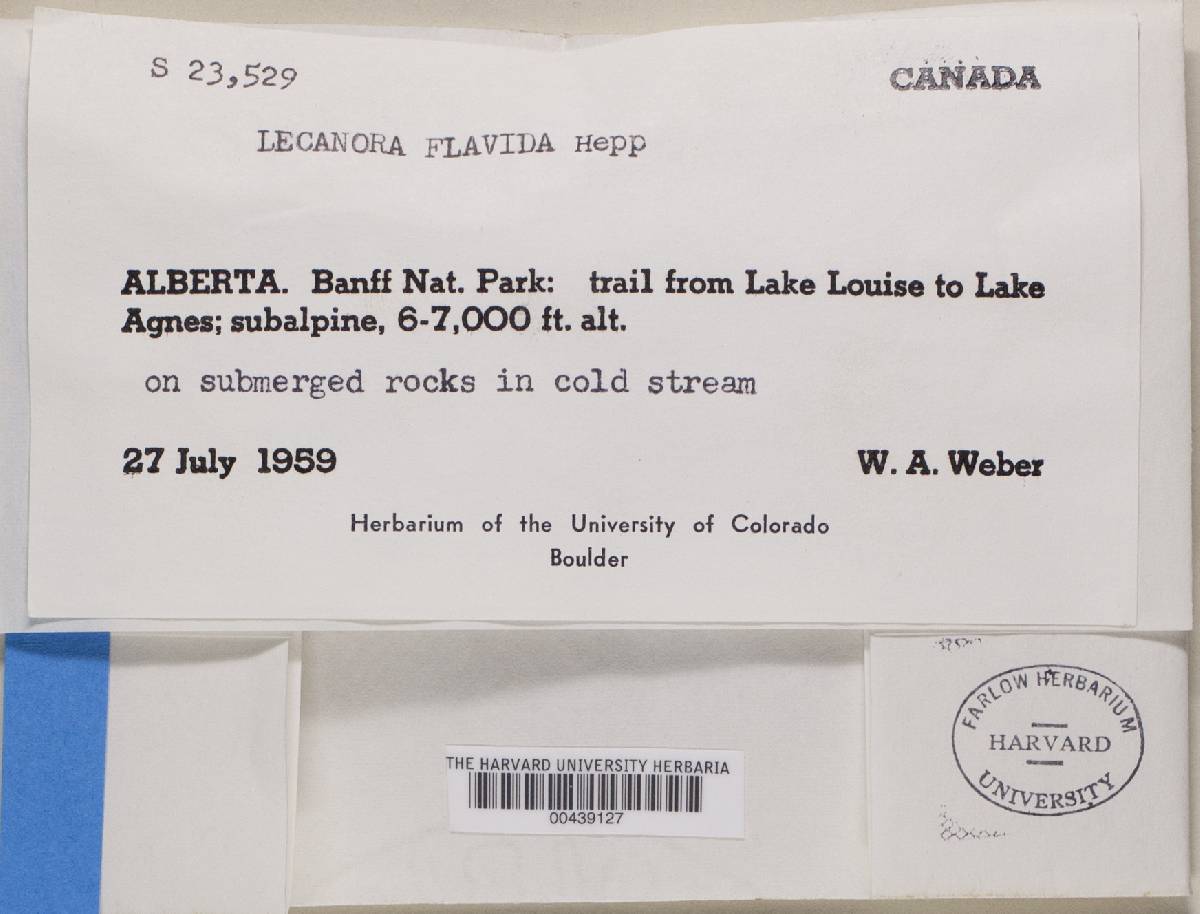 S 23,529
CANADA
LECANORA FLAVIDA Hepp
ALBERTA. Banff Nat. Park: trail from Lake Louise to Lake
Agnes; subalpine, 6-7,000 ft. alt.
on submerged rocks in cold stream
27 July 1959
W. A. Weber
Herbarium of the University of Colorado
Boulder
THE HARVARD UNIVERSITY HERBARIA
00439127
FARLOW HERBARIUM
HARVARD
UNIVERSITY